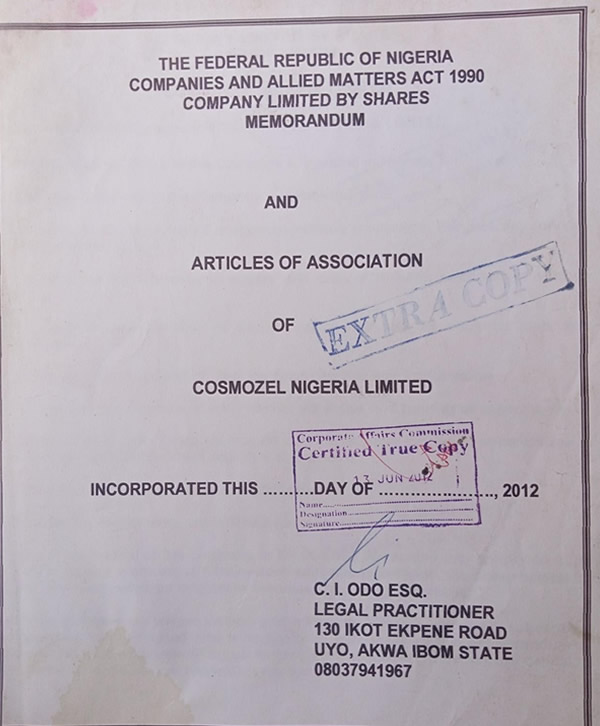 THE FEDERAL REPUBLIC OF NIGERIA
COMPANIES AND ALLIED MATTERS ACT 1990
COMPANY LIMITED BY SHARES
MEMORANDUM
AND
ARTICLES OF ASSOCIATION
OF
EXTRA COPY
COSMOZEL NIGERIA LIMITED
Corporate Affairs Commission
Certified True Copy
13 JUN 2012
INCORPORATED THIS .........DAY OF ......................, 2012
Name...............................
Designation...............................
Signature...............................
C. I. ODO ESQ.
LEGAL PRACTITIONER
130 IKOT EKPENE ROAD
UYO, AKWA IBOM STATE
08037941967